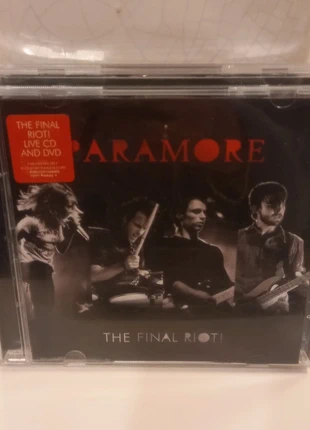 THE FINAL
RIOT!
LIVE CD
AND DVD
PARAMORE
THE FINAL RIOT!